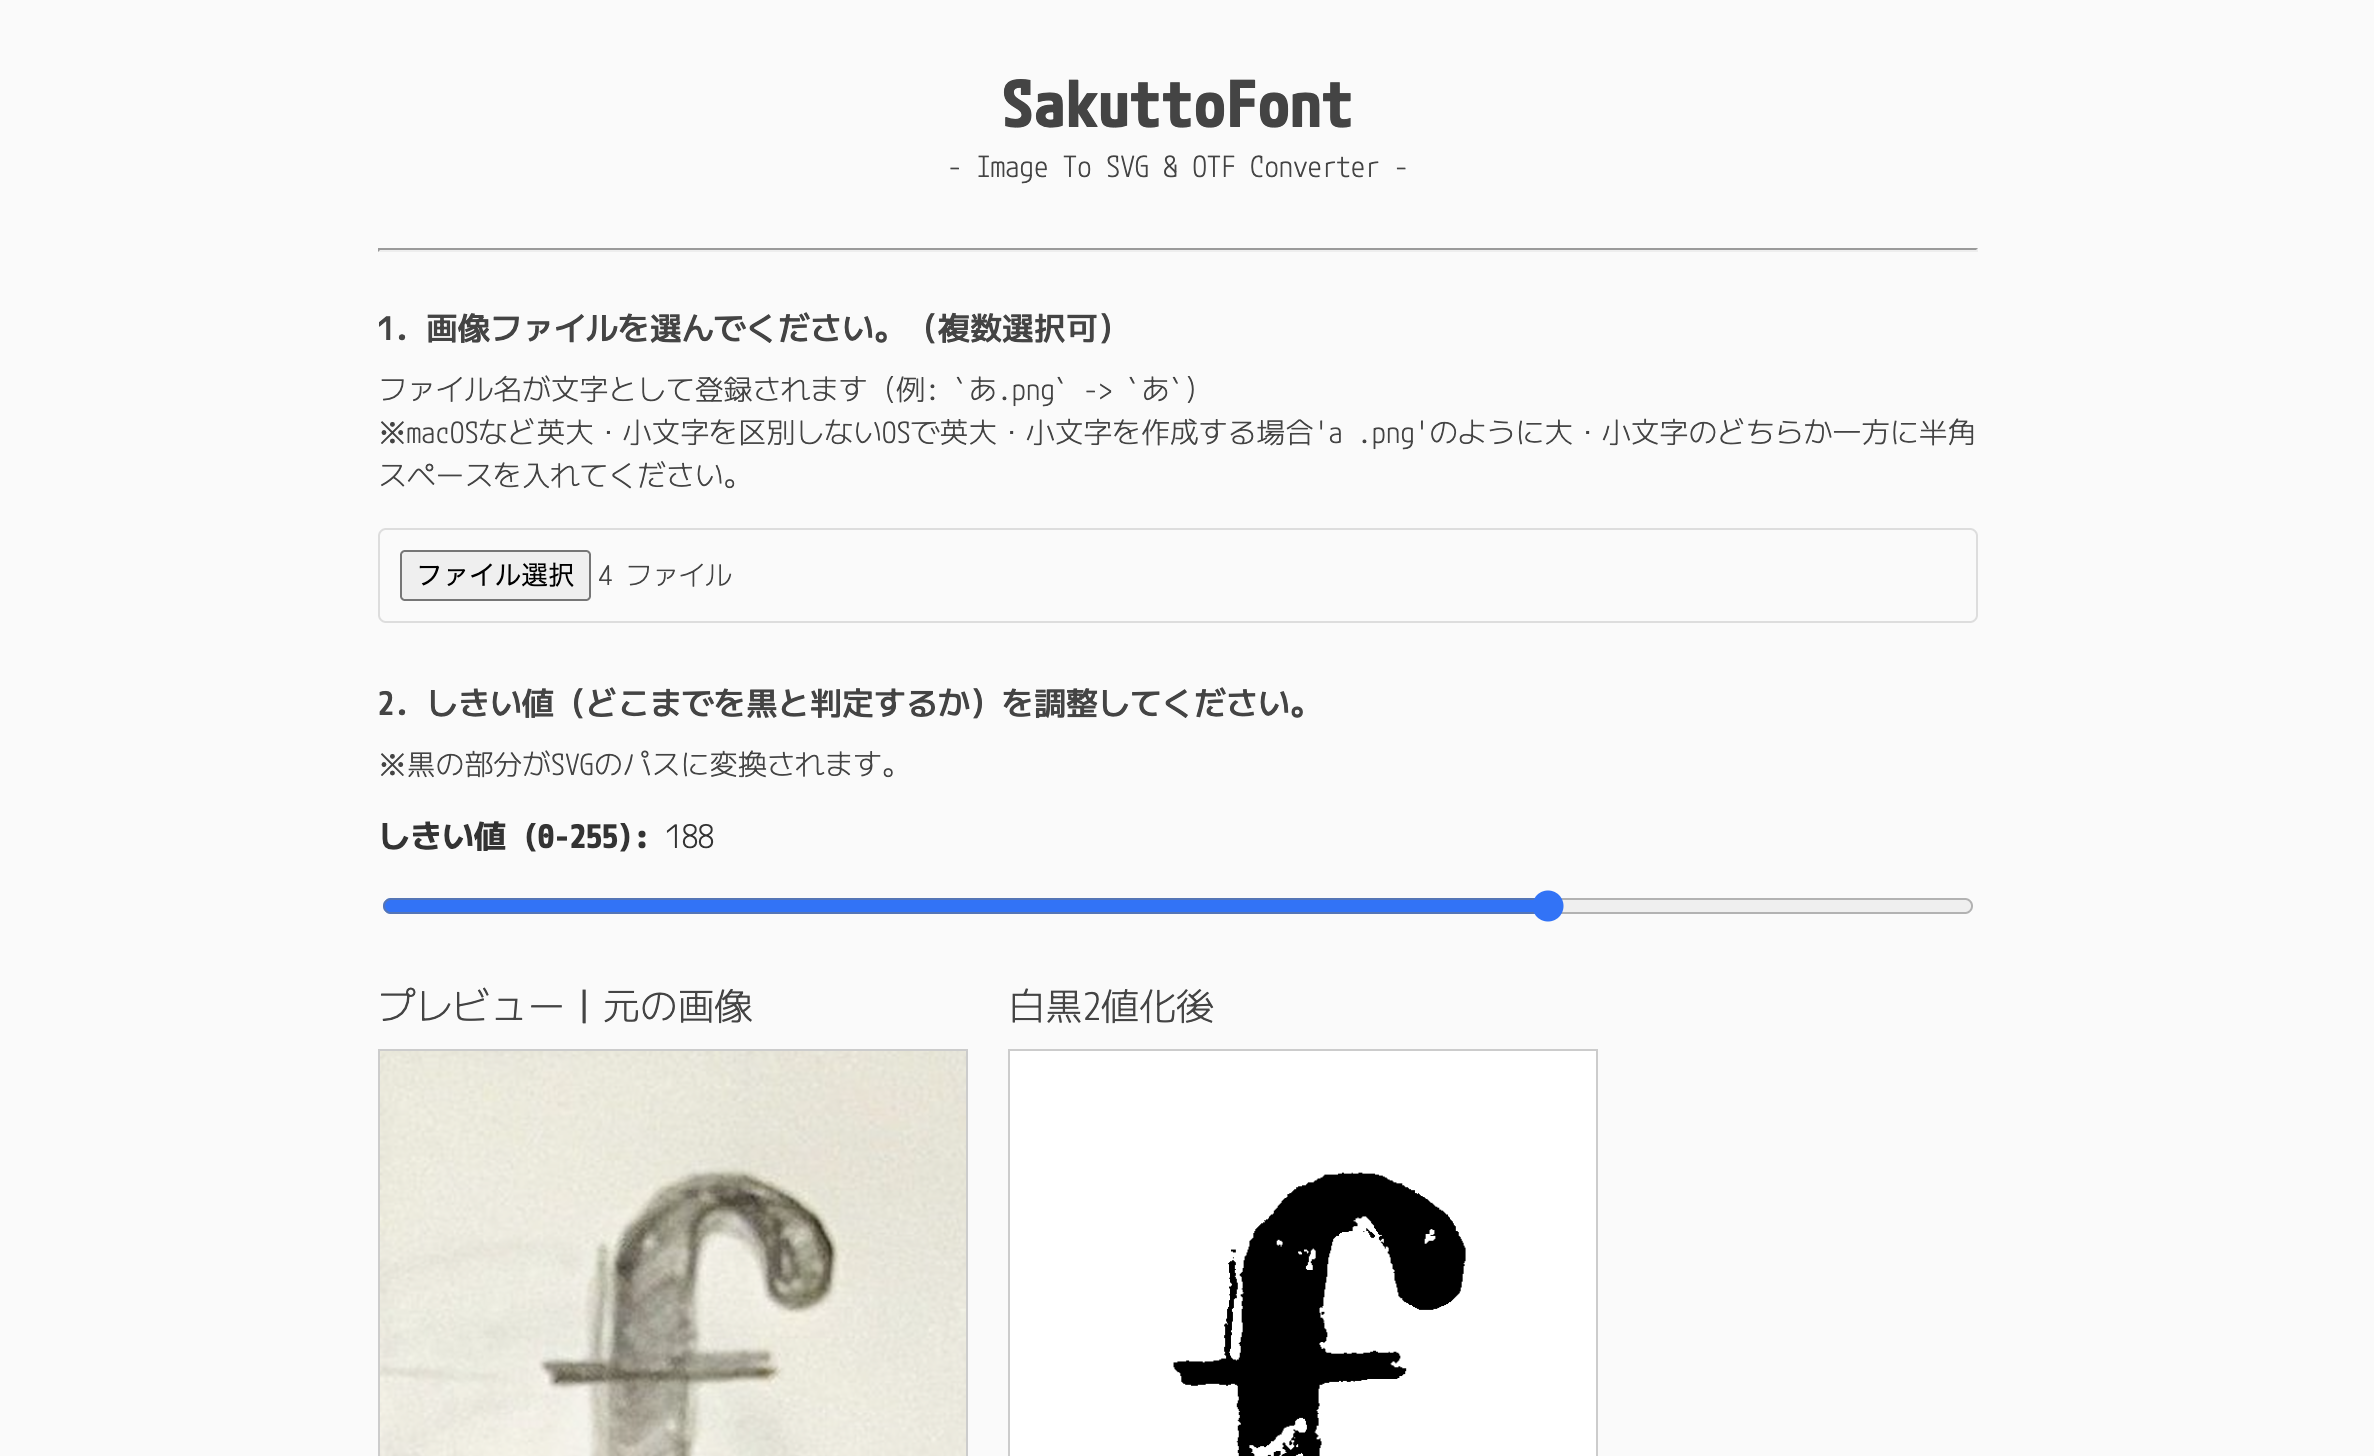 SakuttoFont
- Image To SVG & OTF Converter -
1. 画像ファイルを選んでください。（複数選択可）
ファイル名が文字として登録されます（例: `あ.png` -> `あ`）
※macOSなど英大・小文字を区別しないOSで英大・小文字を作成する場合'a .png'のように大・小文字のどちらか一方に半角
スペースを入れてください。
ファイル選択 4 ファイル
2. しきい値（どこまでを黒と判定するか）を調整してください。
※黒の部分がSVGのパスに変換されます。
しきい値 (0-255): 188
プレビュー | 元の画像
白黒2値化後
f
f